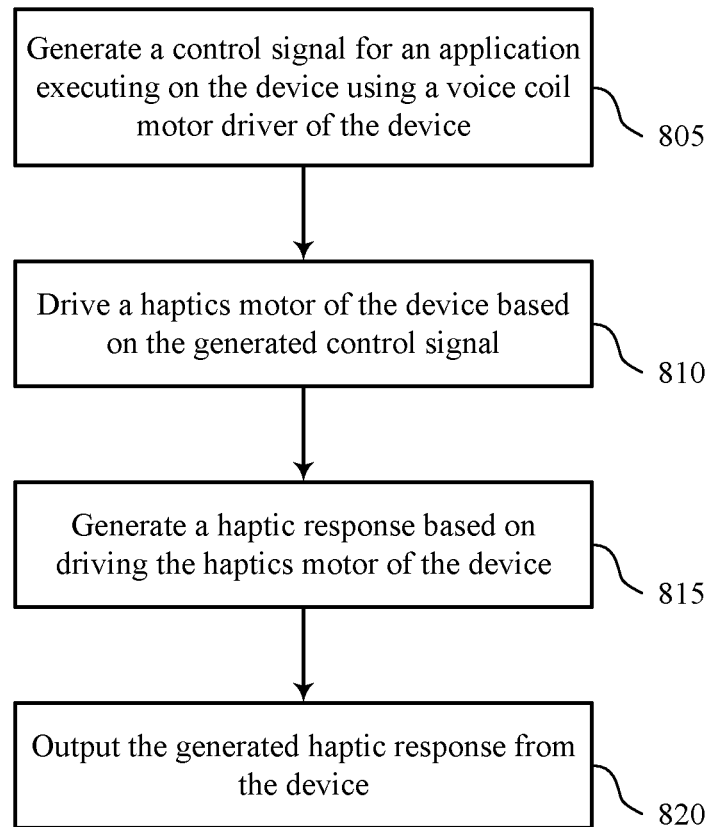 Generate a control signal for an application
executing on the device using a voice coil
motor driver of the device
805
Drive a haptics motor of the device based
on the generated control signal
810
Generate a haptic response based on
driving the haptics motor of the device
815
Output the generated haptic response from
the device
820